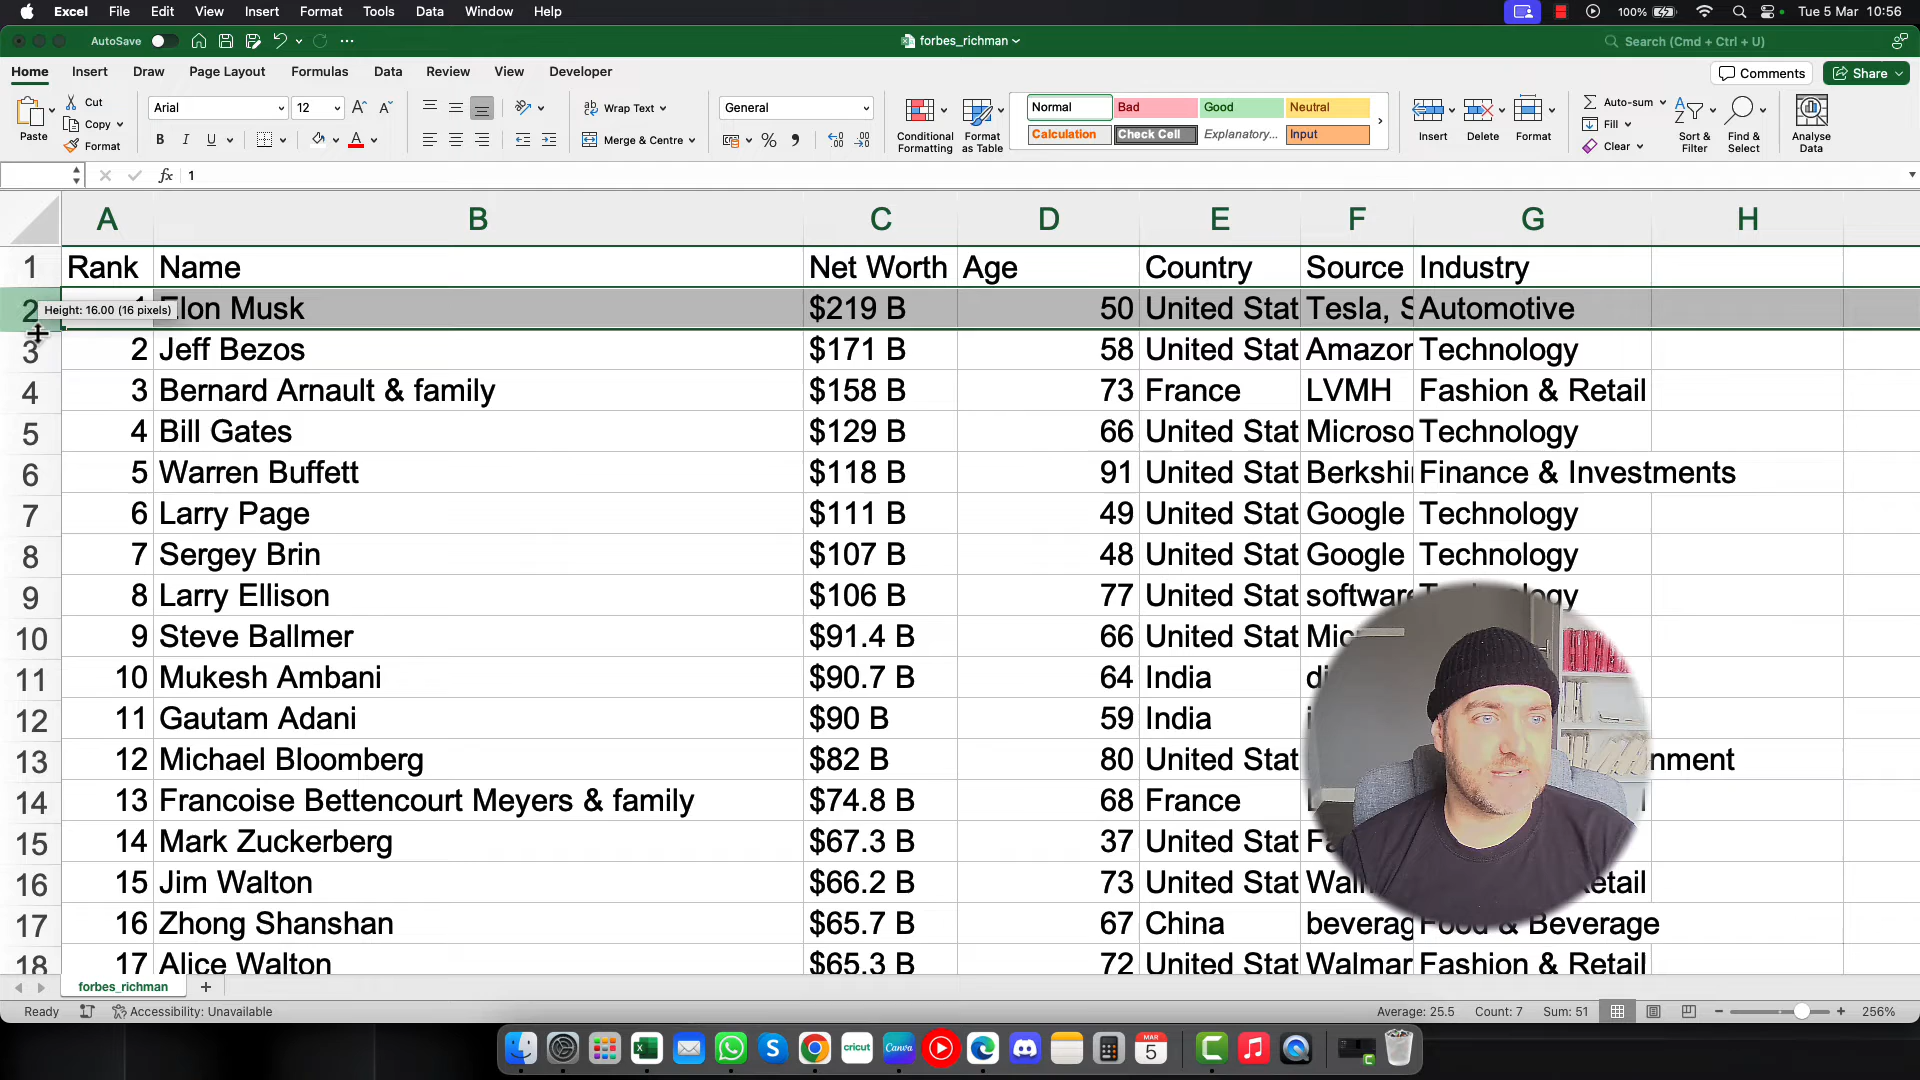 Excel File Edit View Insert Format Tools Data Window Help 100% Tue 5 Mar 10:56
AutoSave forbes_richman Search (Cmd + Ctrl + U)
Home Insert Draw Page Layout Formulas Data Review View Developer Comments Share
Paste Cut Copy Format
Arial 12 Wrap Text General
B I U Merge & Centre % ,
Conditional Formatting Format as Table
Normal Bad Good Neutral
Calculation Check Cell Explanatory... Input
Insert Delete Format
Auto-sum Fill Clear
Sort & Filter Find & Select Analyse Data
fx 1
A B C D E F G H
1 Rank Name Net Worth Age Country Source Industry
2 Elon Musk $219 B 50 United Stat Tesla, S Automotive
Height: 16.00 (16 pixels)
3 2 Jeff Bezos $171 B 58 United Stat Amazor Technology
4 3 Bernard Arnault & family $158 B 73 France LVMH Fashion & Retail
5 4 Bill Gates $129 B 66 United Stat Microso Technology
6 5 Warren Buffett $118 B 91 United Stat Berkshi Finance & Investments
7 6 Larry Page $111 B 49 United Stat Google Technology
8 7 Sergey Brin $107 B 48 United Stat Google Technology
9 8 Larry Ellison $106 B 77 United Stat software
10 9 Steve Ballmer $91.4 B 66 United Stat Mic
11 10 Mukesh Ambani $90.7 B 64 India
12 11 Gautam Adani $90 B 59 India
13 12 Michael Bloomberg $82 B 80 United Stat nment
14 13 Francoise Bettencourt Meyers & family $74.8 B 68 France
15 14 Mark Zuckerberg $67.3 B 37 United Stat Fa
16 15 Jim Walton $66.2 B 73 United Stat Wal etail
17 16 Zhong Shanshan $65.7 B 67 China beverag Food & Beverage
18 17 Alice Walton $65.3 B 72 United Stat Walmar Fashion & Retail
forbes_richman +
Ready Accessibility: Unavailable Average: 25.5 Count: 7 Sum: 51 − + 256%
cricut Canva MAR 5